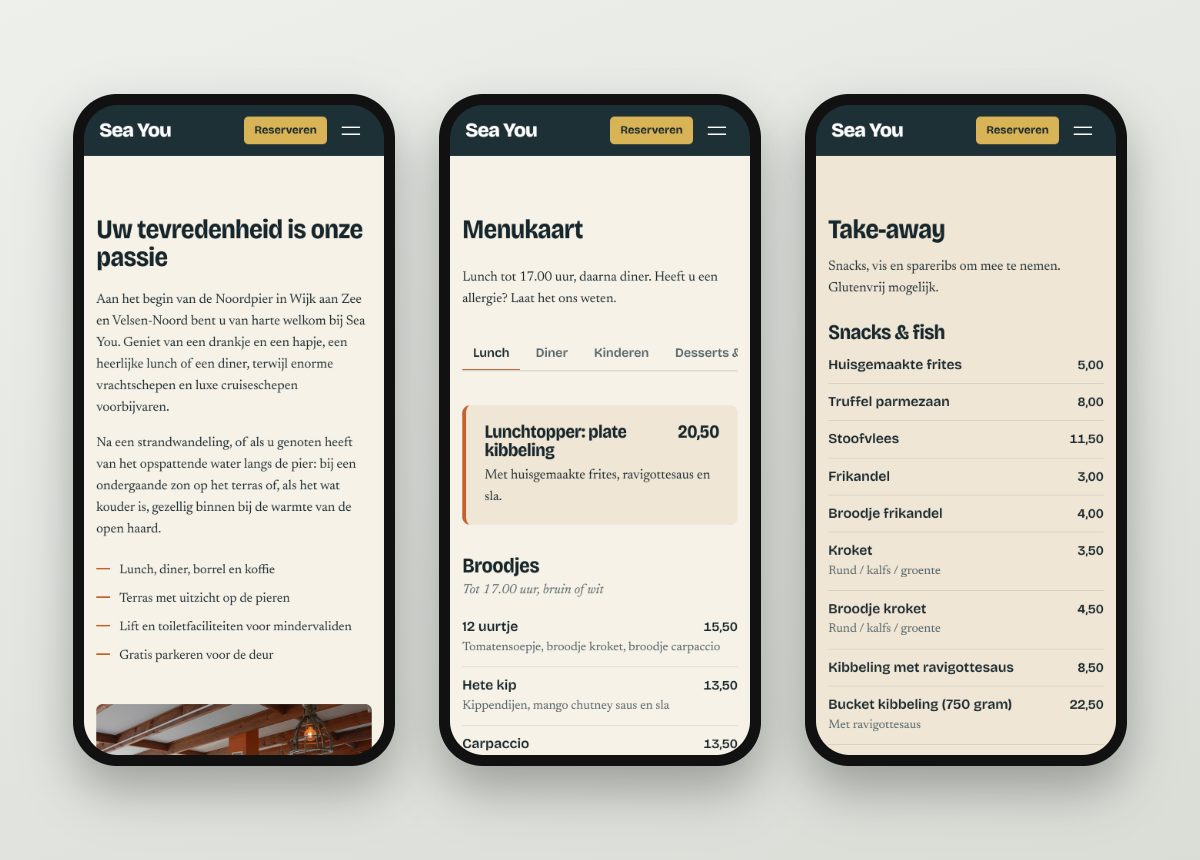 Sea You
Reserveren
Uw tevredenheid is onze
passie
Aan het begin van de Noordpier in Wijk aan Zee
en Velsen-Noord bent u van harte welkom bij Sea
You. Geniet van een drankje en een hapje, een
heerlijke lunch of een diner, terwijl enorme
vrachtschepen en luxe cruiseschepen
voorbijvaren.
Na een strandwandeling, of als u genoten heeft
van het opspattende water langs de pier: bij een
ondergaande zon op het terras of, als het wat
kouder is, gezellig binnen bij de warmte van de
open haard.
Lunch, diner, borrel en koffie
Terras met uitzicht op de pieren
Lift en toiletfaciliteiten voor mindervaliden
Gratis parkeren voor de deur
Sea You
Reserveren
Menukaart
Lunch tot 17.00 uur, daarna diner. Heeft u een
allergie? Laat het ons weten.
Lunch Diner Kinderen Desserts &
Lunchtopper: plate 20,50
kibbeling
Met huisgemaakte frites, ravigottesaus en
sla.
Broodjes
Tot 17.00 uur, bruin of wit
12 uurtje 15,50
Tomatensoepje, broodje kroket, broodje carpaccio
Hete kip 13,50
Kippendijen, mango chutney saus en sla
Carpaccio 13,50
Sea You
Reserveren
Take-away
Snacks, vis en spareribs om mee te nemen.
Glutenvrij mogelijk.
Snacks & fish
Huisgemaakte frites 5,00
Truffel parmezaan 8,00
Stoofvlees 11,50
Frikandel 3,00
Broodje frikandel 4,00
Kroket 3,50
Rund / kalfs / groente
Broodje kroket 4,50
Rund / kalfs / groente
Kibbeling met ravigottesaus 8,50
Bucket kibbeling (750 gram) 22,50
Met ravigottesaus